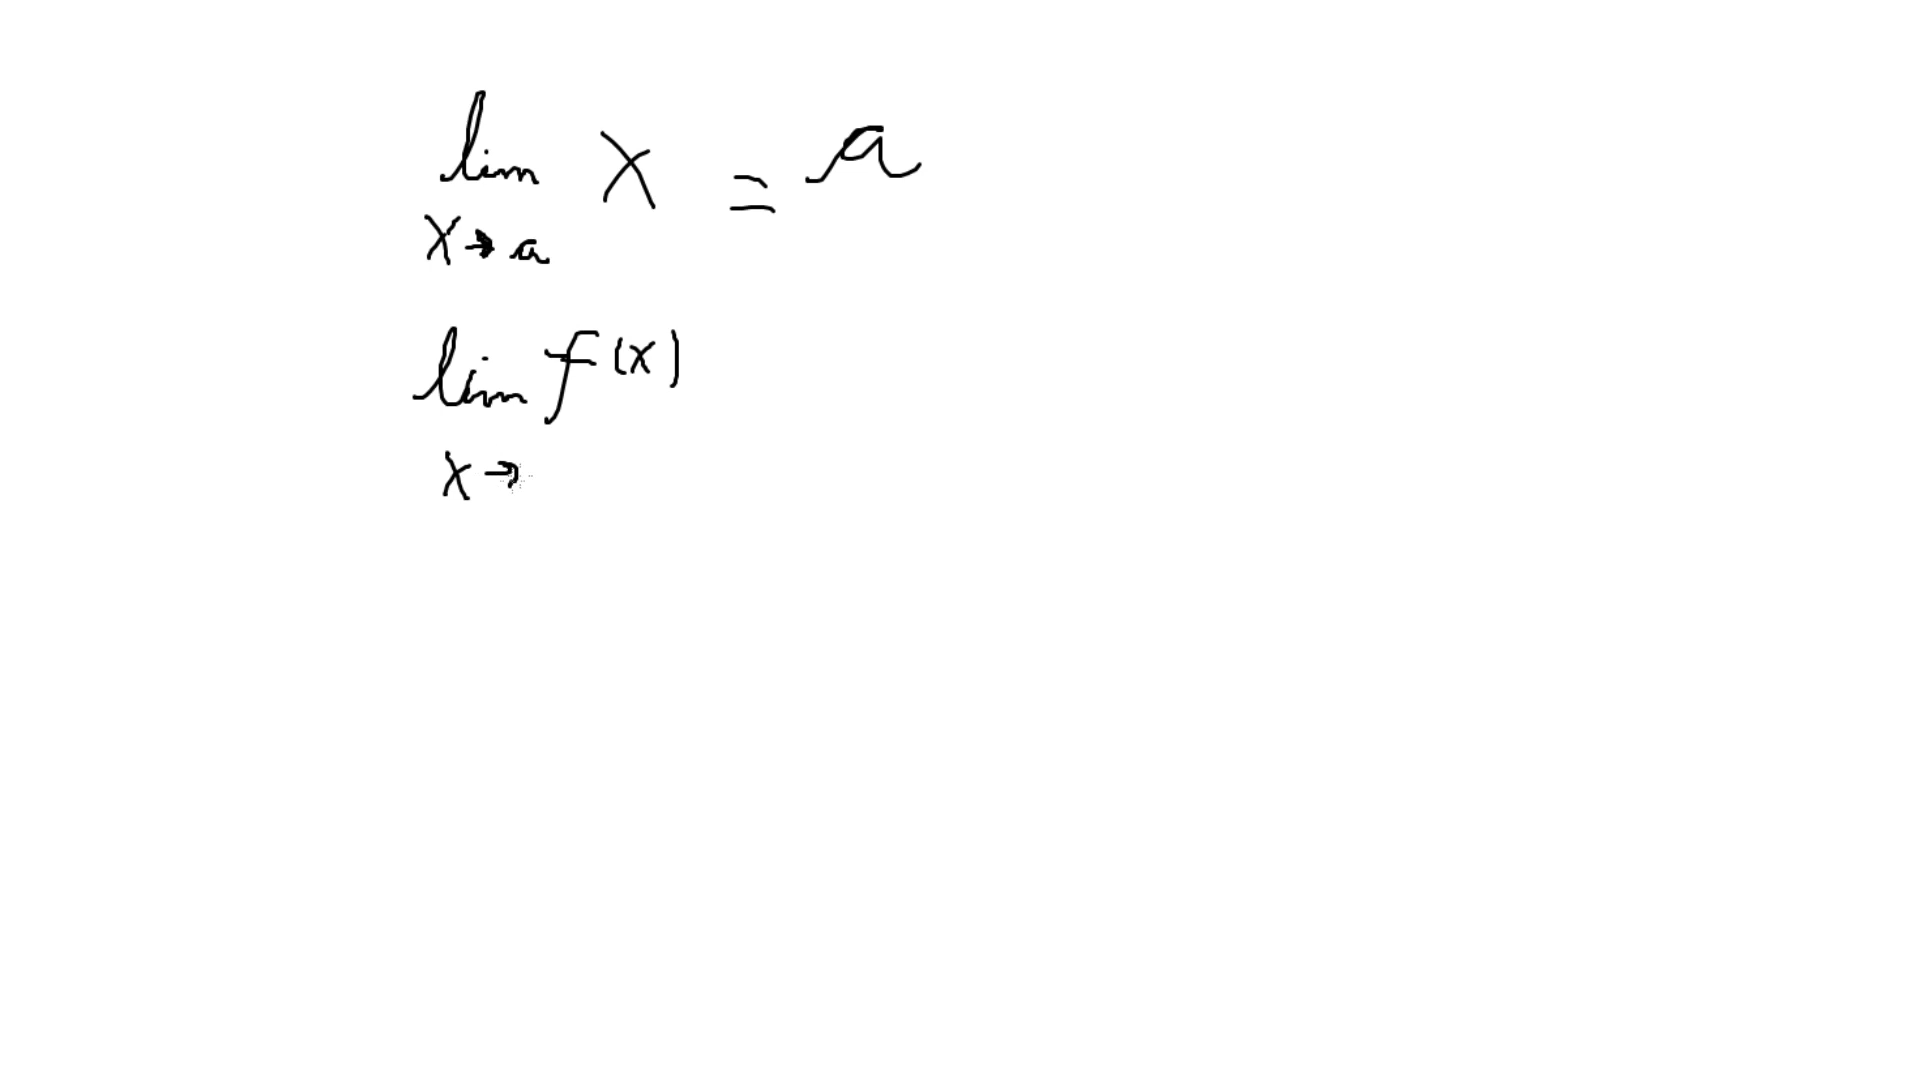 lim x = a
x→a
lim f(x)
x→